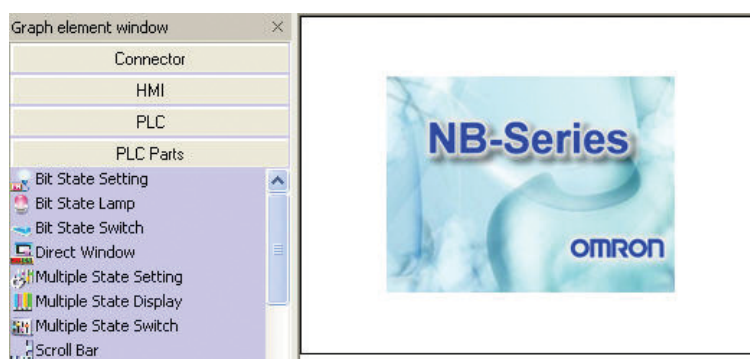 Graph element window
Connector
HMI
PLC
PLC Parts
Bit State Setting
Bit State Lamp
Bit State Switch
Direct Window
Multiple State Setting
Multiple State Display
Multiple State Switch
Scroll Bar
NB-Series
OMRON